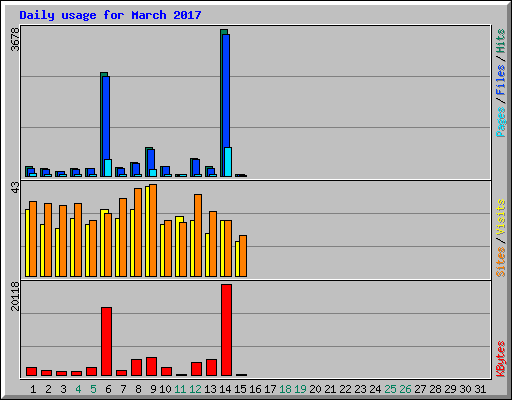 Daily usage for March 2017
3678
Pages / Files / Hits
43
Sites / Visits
20118
KBytes
1 2 3 4 5 6 7 8 9 10 11 12 13 14 15 16 17 18 19 20 21 22 23 24 25 26 27 28 29 30 31